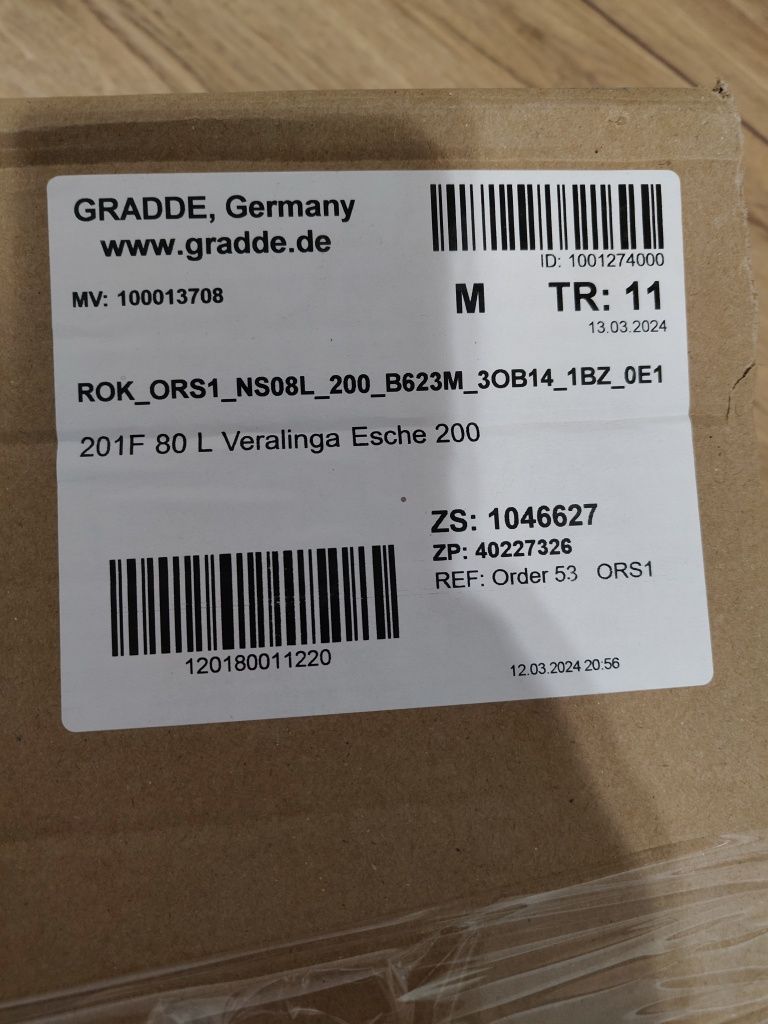 GRADDE, Germany
www.gradde.de
ID: 1001274000
MV: 100013708
M TR: 11
13.03.2024
ROK_ORS1_NS08L_200_B623M_3OB14_1BZ_0E1
201F 80 L Veralinga Esche 200
ZS: 1046627
ZP: 40227326
REF: Order 53 ORS1
120180011220
12.03.2024 20:56